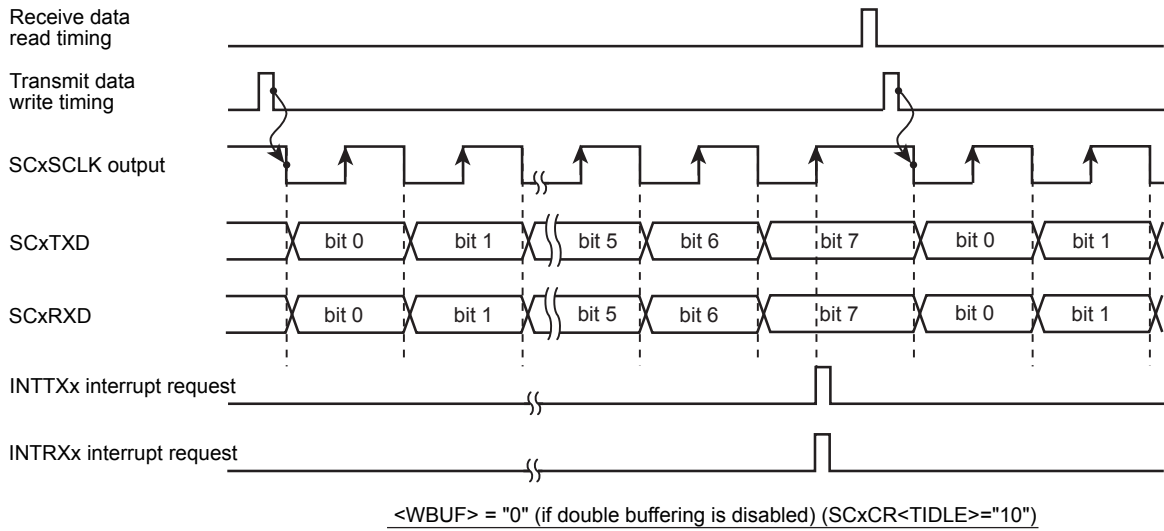 Receive data
read timing
Transmit data
write timing
SCxSCLK output
SCxTXD
bit 0 bit 1 bit 5 bit 6 bit 7 bit 0 bit 1
SCxRXD
bit 0 bit 1 bit 5 bit 6 bit 7 bit 0 bit 1
INTTXx interrupt request
INTRXx interrupt request
<WBUF> = "0" (if double buffering is disabled) (SCxCR<TIDLE>="10")